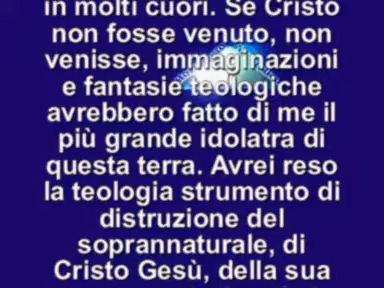 in molti cuori. Se Cristo
non fosse venuto, non
venisse, immaginazioni
e fantasie teologiche
avrebbero fatto di me il
più grande idolatra di
questa terra. Avrei reso
la teologia strumento di
distruzione del
soprannaturale, di
Cristo Gesù, della sua